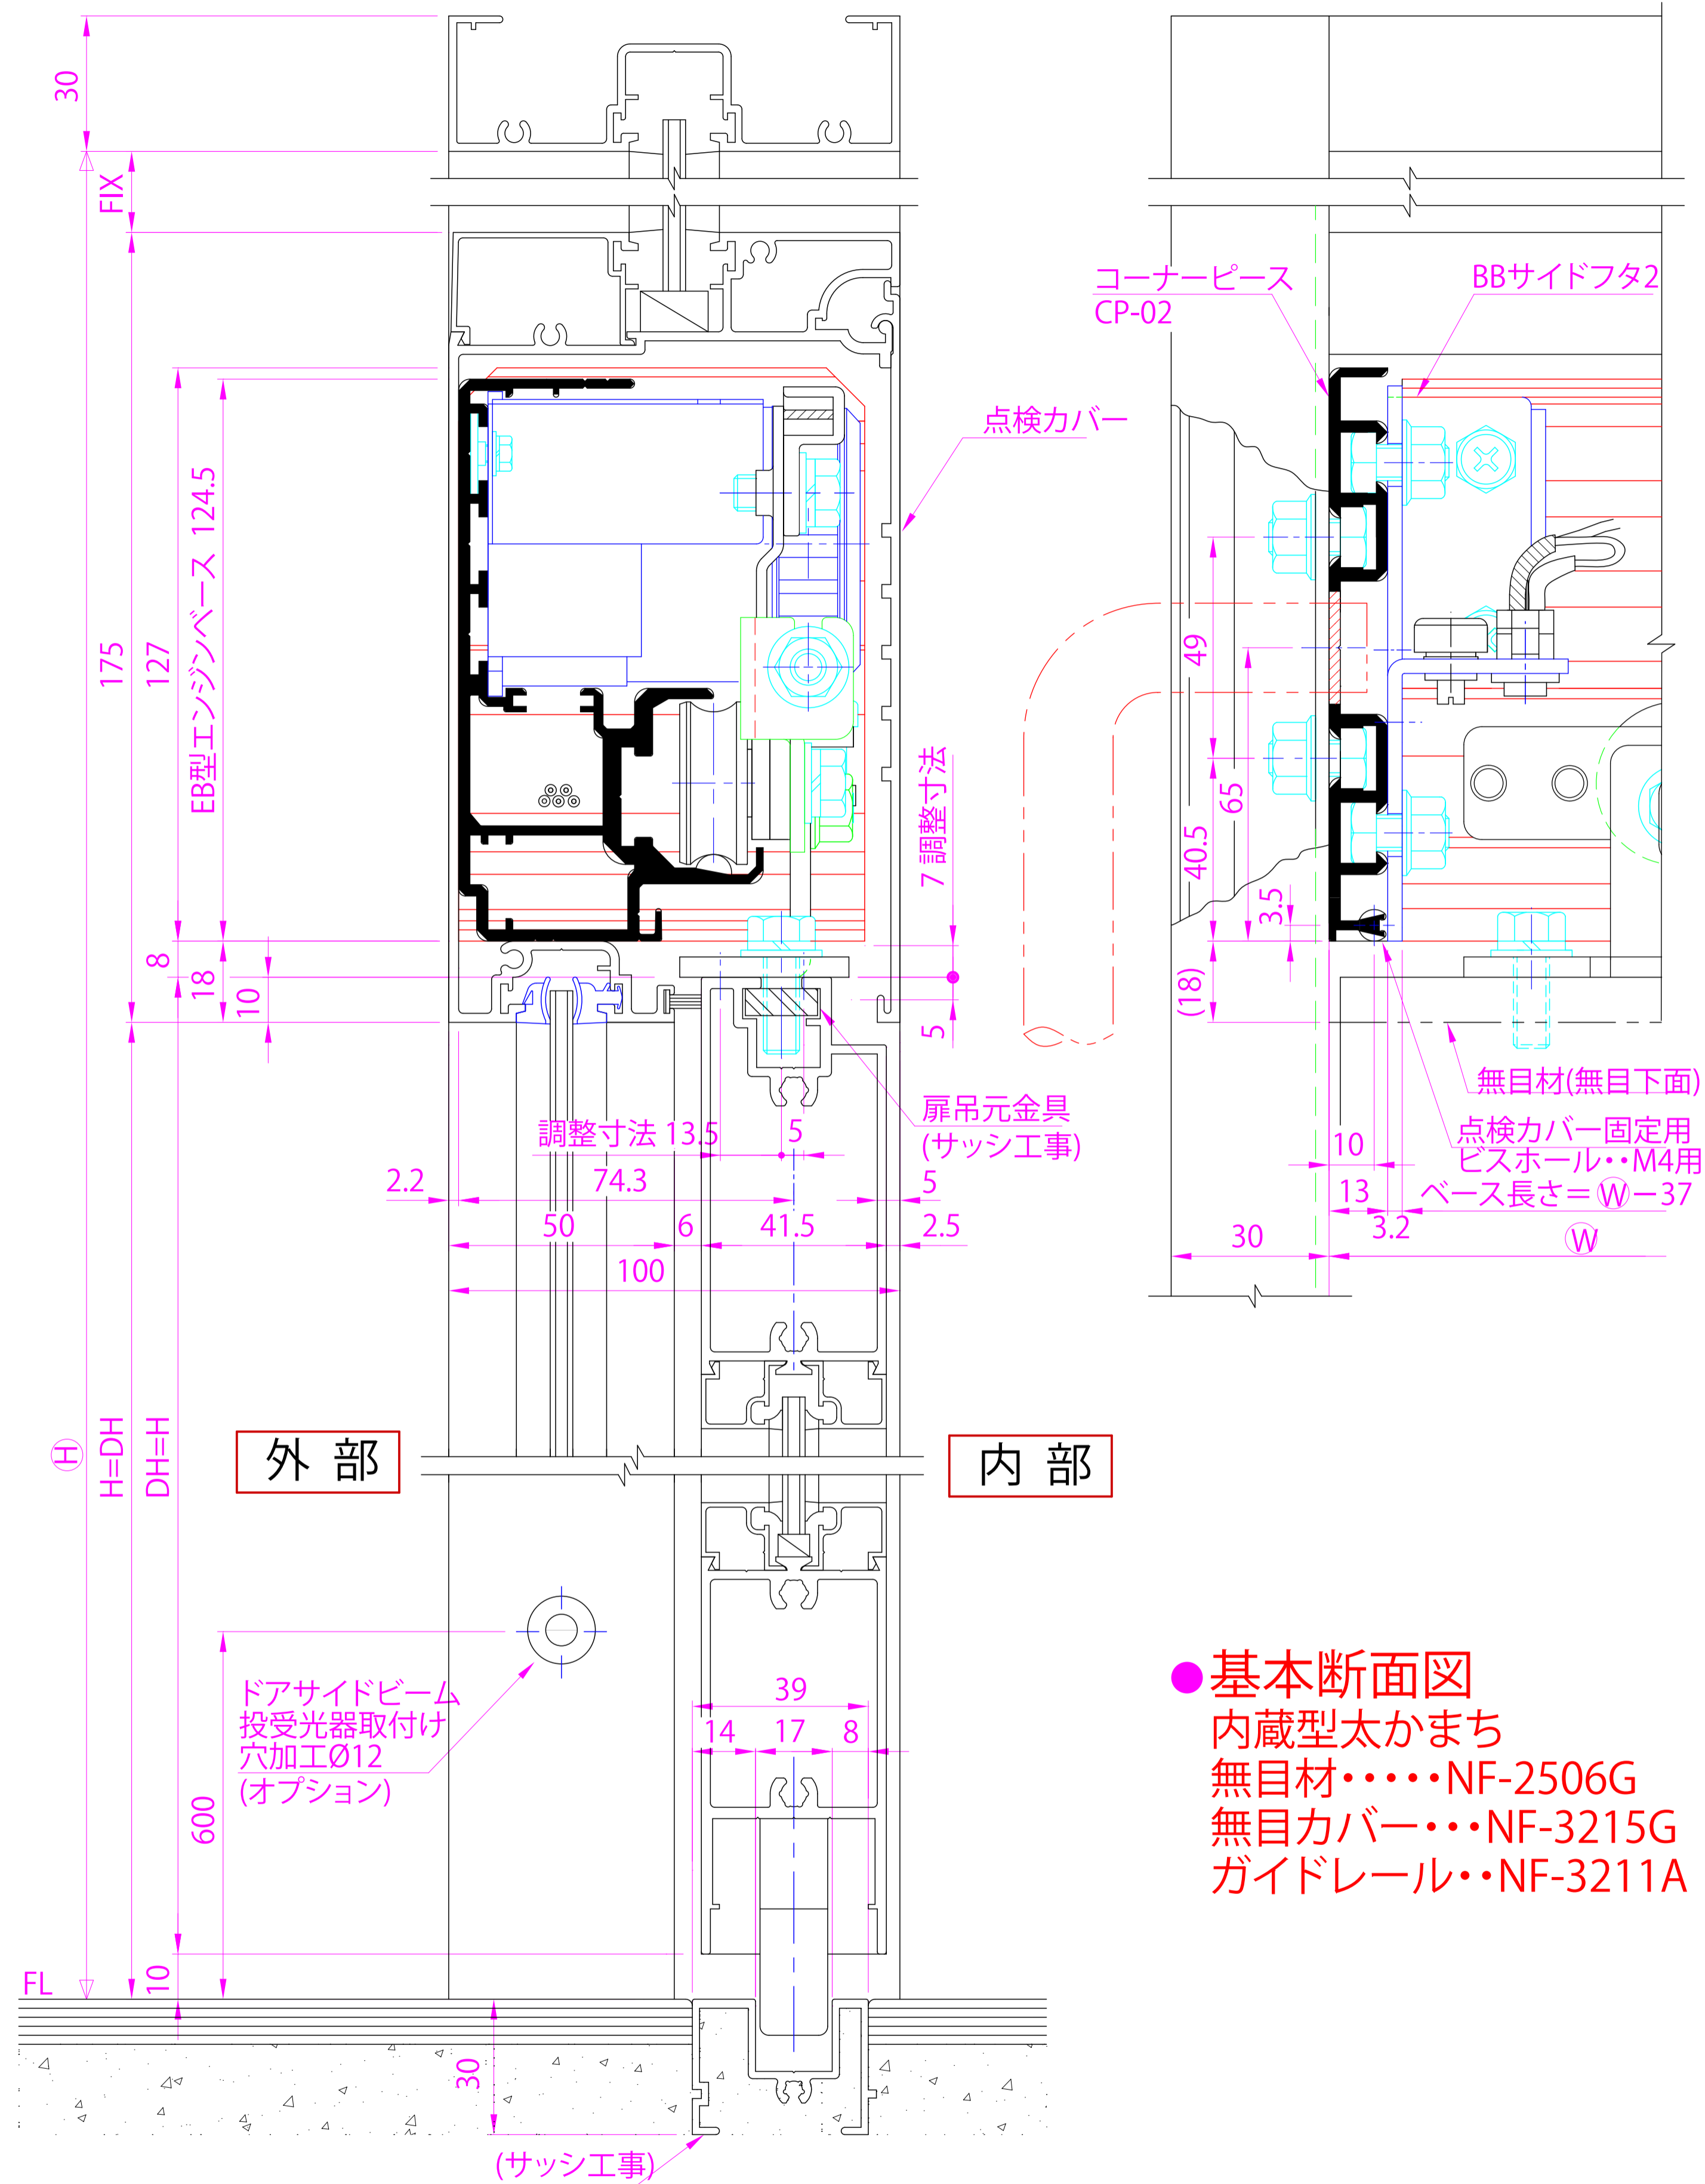 30
FIX
175
127
EB型エンジンベース 124.5
8
18
10
H
H=DH
DH=H
600
10
FL
30
(サッシ工事)
点検カバー
7 調整寸法
5
扉吊元金具
(サッシ工事)
調整寸法 13.5
5
2.2
74.3
5
50
6
41.5
2.5
100
外部
内部
ドアサイドビーム
投受光器取付け
穴加工Ø12
(オプション)
39
14
17
8
コーナーピース
CP-02
BBサイドフタ2
49
65
40.5
3.5
(18)
無目材(無目下面)
点検カバー固定用
ビスホール・・M4用
10
13
ベース長さ=Ⓦ-37
3.2
30
Ⓦ
●基本断面図
内蔵型太かまち
無目材・・・・・NF-2506G
無目カバー・・・NF-3215G
ガイドレール・・NF-3211A